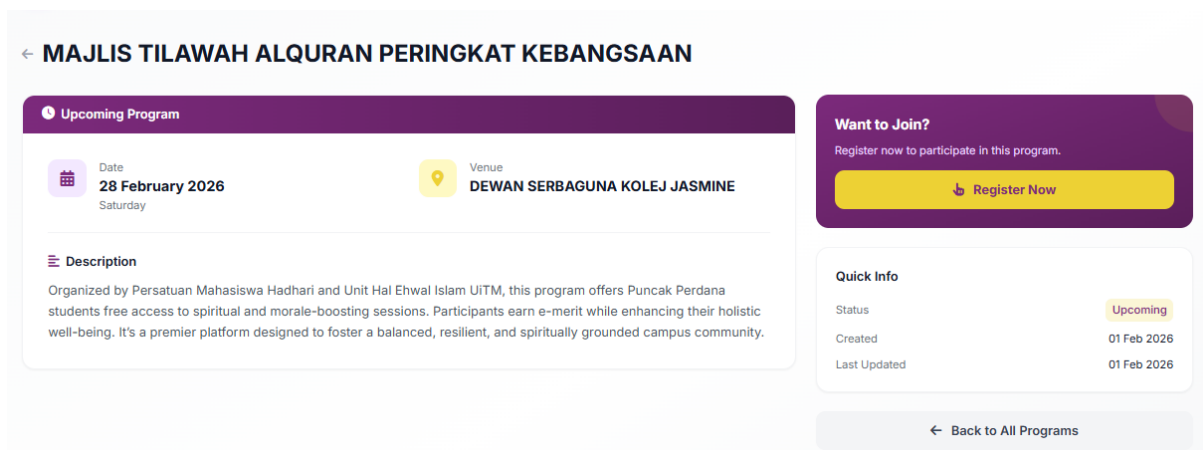 MAJLIS TILAWAH ALQURAN PERINGKAT KEBANGSAAN
Upcoming Program
Date
28 February 2026
Saturday
Venue
DEWAN SERBAGUNA KOLEJ JASMINE
Description
Organized by Persatuan Mahasiswa Hadhari and Unit Hal Ehwal Islam UiTM, this program offers Puncak Perdana
students free access to spiritual and morale-boosting sessions. Participants earn e-merit while enhancing their holistic
well-being. It's a premier platform designed to foster a balanced, resilient, and spiritually grounded campus community.
Want to Join?
Register now to participate in this program.
Register Now
Quick Info
Status Upcoming
Created 01 Feb 2026
Last Updated 01 Feb 2026
Back to All Programs